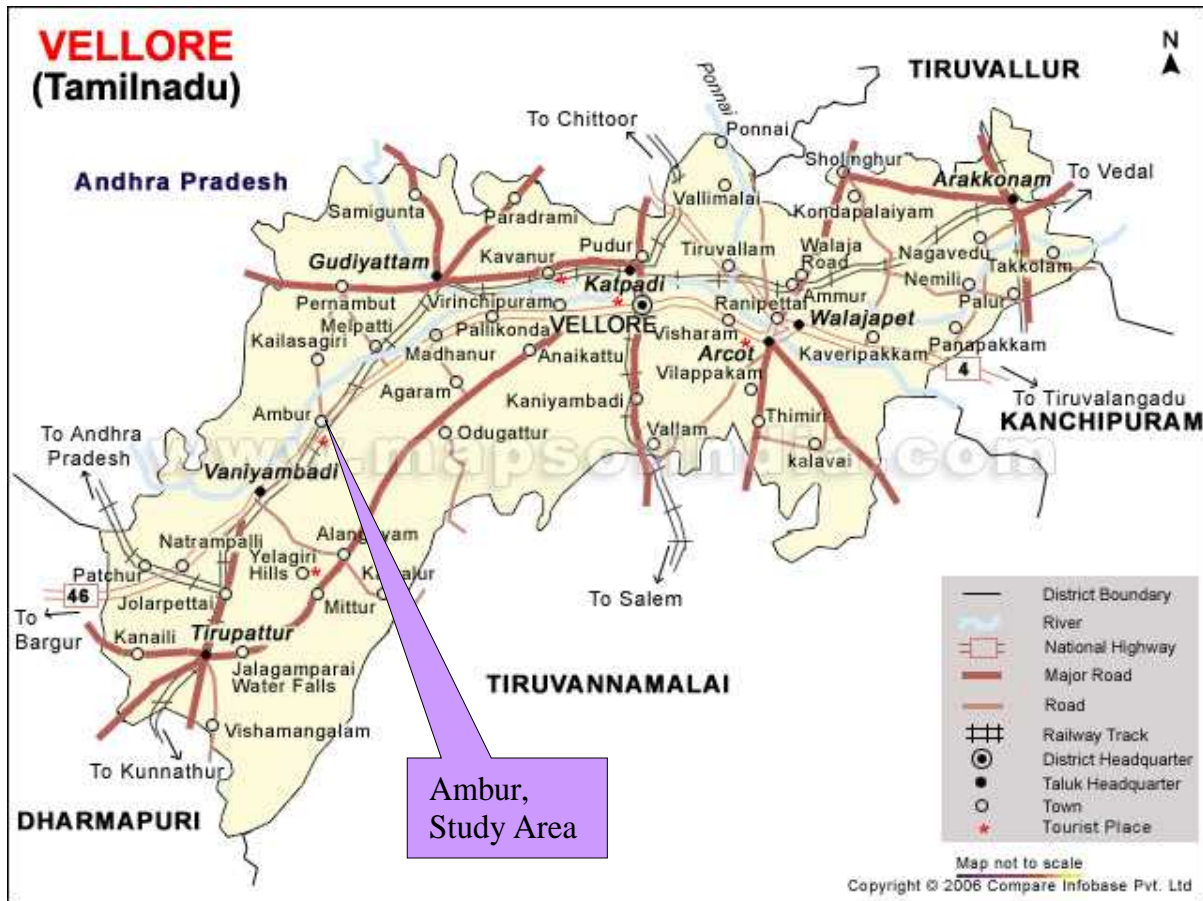 VELLORE
(Tamilnadu)
N
TIRUVALLUR
Ponnai
To Chittoor
Ponnai
Andhra Pradesh
Sholinghur
Arakkonam
To Vedal
Vallimalai
Kondapalaiyam
Samigunta
Paradrami
Pudur
Tiruvallam
Walaja
Road
Nagavedu
Takkolam
Gudiyattam
Kavanur
Katpadi
Nemili
Palur
Pernambut
Virinchipuram
Ranipettai
Ammur
Melpatti
Pallikonda
VELLORE
Visharam
Walajapet
Kailasagiri
Madhanur
Anaikattu
Arcot
Kaveripakkam
Panapakkam
4
Agaram
Vilappakam
To Tiruvalangadu
Kaniyambadi
KANCHIPURAM
Ambur
Thimiri
To Andhra
Pradesh
Odugattur
Vallam
kalavai
www.mapsofindia.com
Vaniyambadi
Natrampalli
Alangayam
Yelagiri
Hills
Patchur
46
Jolarpettai
Mittur
To Salem
To
Bargur
Kanaili
Tirupattur
Jalagamparai
Water Falls
TIRUVANNAMALAI
Vishamangalam
To Kunnathur
DHARMAPURI
Ambur,
Study Area
District Boundary
River
National Highway
Major Road
Road
Railway Track
District Headquarter
Taluk Headquarter
Town
Tourist Place
Map not to scale
Copyright © 2006 Compare Infobase Pvt. Ltd